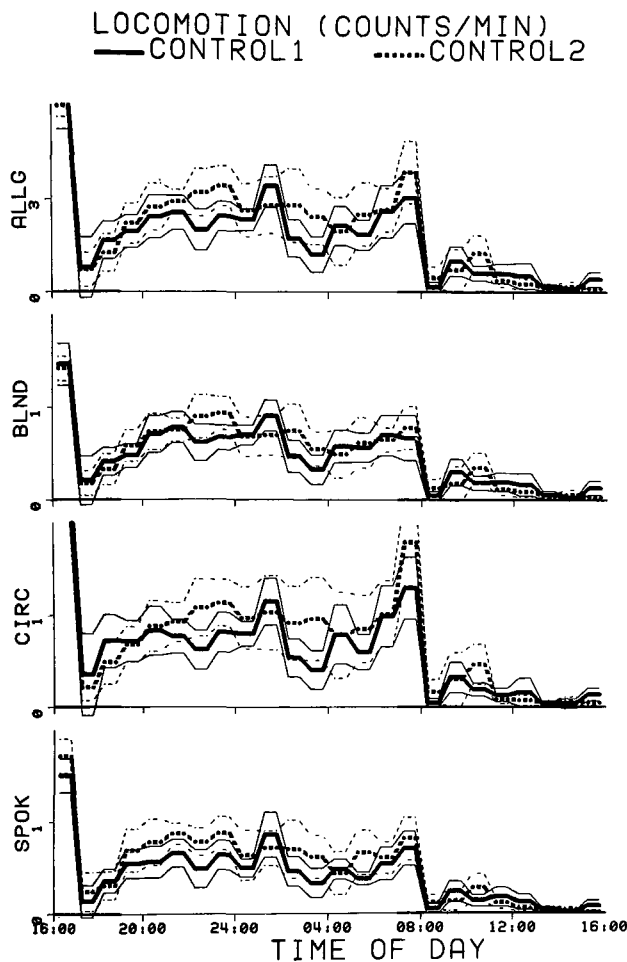 LOCOMOTION (COUNTS/MIN)
CONTROL1 CONTROL2
ALLG
3
0
BLND
1
0
CIRC
1
0
SPOK
1
0
16:00 20:00 24:00 04:00 08:00 12:00 16:00
TIME OF DAY